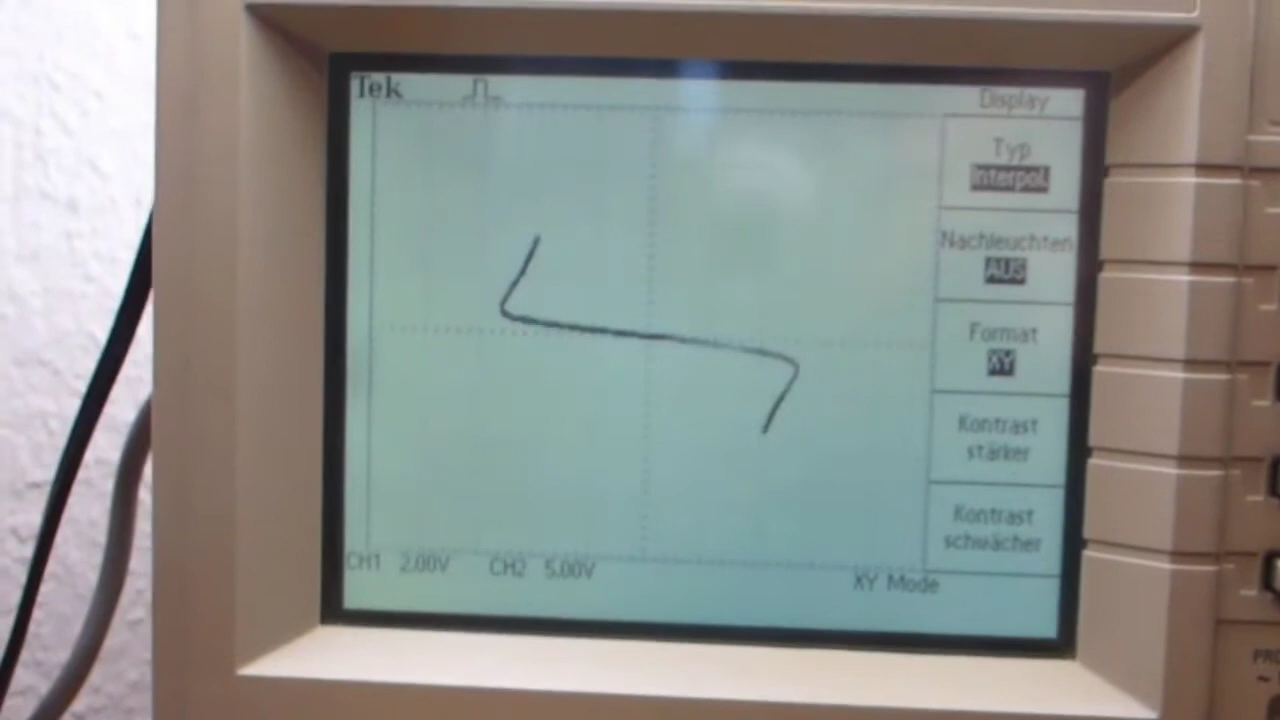 Tek
Display
Typ
Interpol.
Nachleuchten
AUS
Format
XY
Kontrast
stärker
Kontrast
schwächer
CH1 2.00V CH2 5.00V
XY Mode